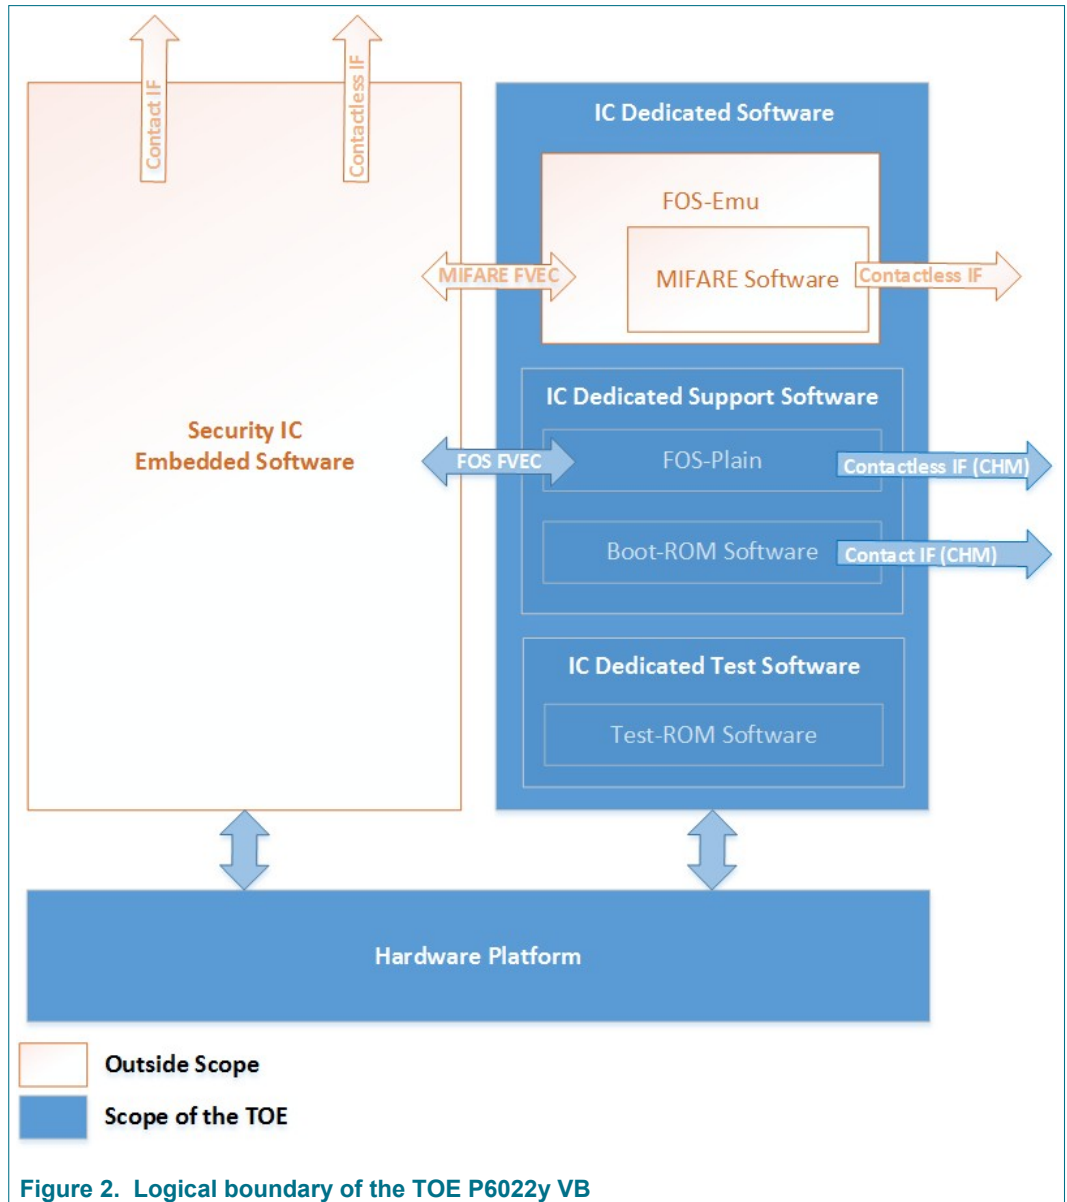 Contact IF
Contactless IF
IC Dedicated Software
FOS-Emu
MIFARE FVEC
MIFARE Software
Contactless IF
IC Dedicated Support Software
Security IC
Embedded Software
FOS FVEC
FOS-Plain
Contactless IF (CHM)
Boot-ROM Software
Contact IF (CHM)
IC Dedicated Test Software
Test-ROM Software
Hardware Platform
Outside Scope
Scope of the TOE
Figure 2. Logical boundary of the TOE P6022y VB